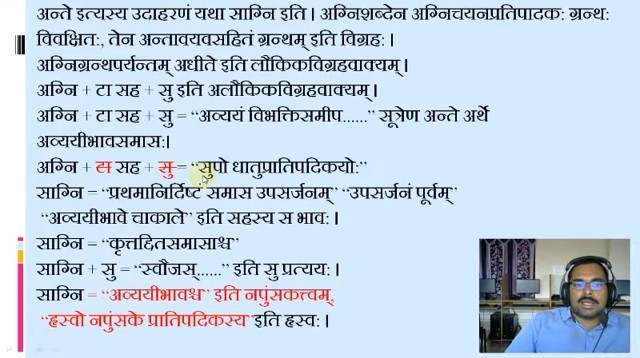 अन्ते इत्यस्य उदाहरणं यथा साग्नि इति । अग्निशब्देन अग्निचयनप्रतिपादक: ग्रन्थ:
विवक्षित:, तेन अन्तावयवसहितं ग्रन्थम् इति विग्रह: ।
अग्निग्रन्थपर्यन्तम् अधीते इति लौकिकविग्रहवाक्यम् ।
अग्नि + टा सह + सु इति अलौकिकविग्रहवाक्यम् ।
अग्नि + टा सह + सु = “अव्ययं विभक्तिसमीप......” सूत्रेण अन्ते अर्थे
अव्ययीभावसमास: ।
अग्नि + टा सह + सु = “सुपो धातुप्रातिपदिकयो:”
साग्नि = “प्रथमानिर्दिष्टं समास उपसर्जनम्” “उपसर्जनं पूर्वम्”
“अव्ययीभावे चाकाले” इति सहस्य स भाव: ।
साग्नि = “कृत्तद्धितसमासाश्च”
साग्नि + सु = “स्वौजस्......” इति सु प्रत्यय: ।
साग्नि = “अव्ययीभावश्च” इति नपुंसकत्त्वम्.
“हृस्वो नपुंसके प्रातिपदिकस्य” इति हृस्व: ।